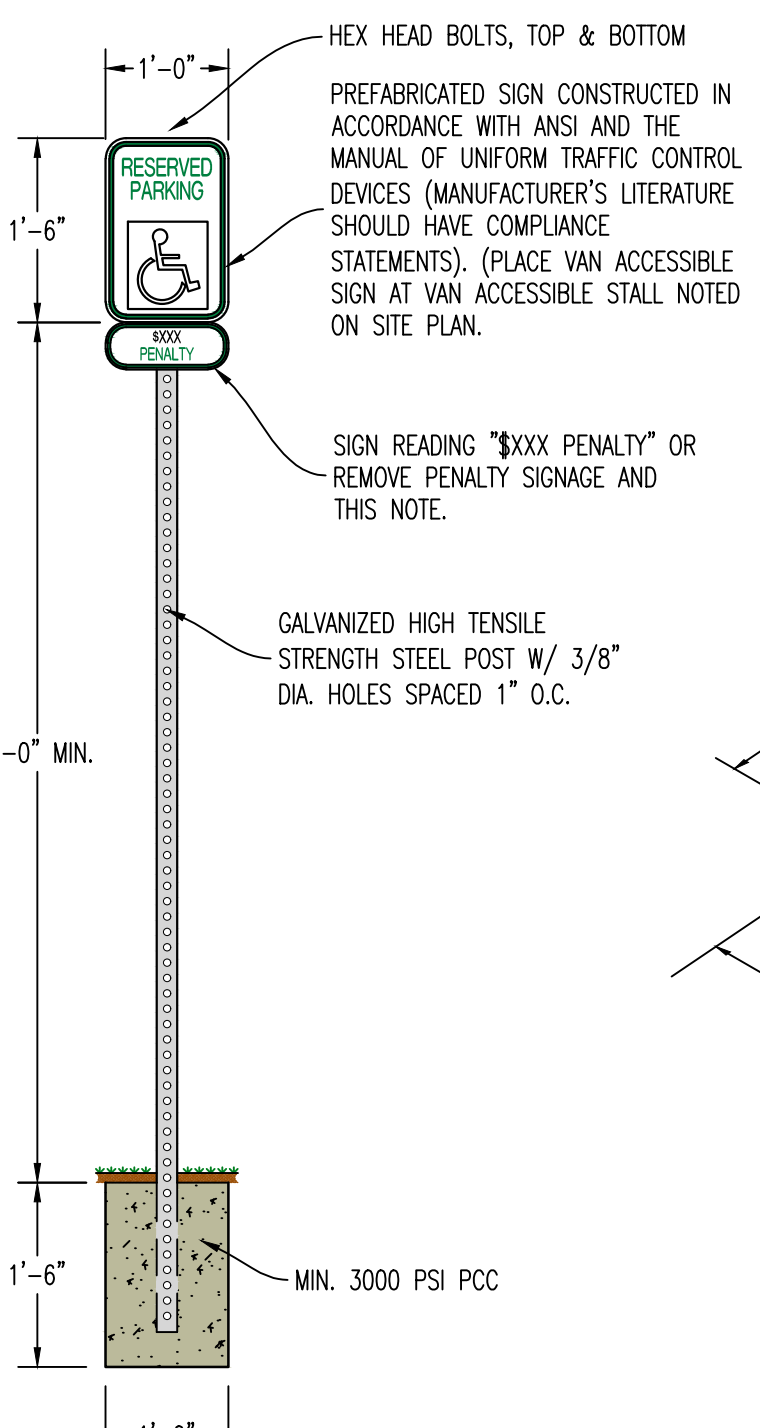 HEX HEAD BOLTS, TOP & BOTTOM
1'-0"
PREFABRICATED SIGN CONSTRUCTED IN
ACCORDANCE WITH ANSI AND THE
MANUAL OF UNIFORM TRAFFIC CONTROL
DEVICES (MANUFACTURER'S LITERATURE
SHOULD HAVE COMPLIANCE
STATEMENTS). (PLACE VAN ACCESSIBLE
SIGN AT VAN ACCESSIBLE STALL NOTED
ON SITE PLAN.
RESERVED
PARKING
1'-6"
$XXX
PENALTY
SIGN READING "$XXX PENALTY" OR
REMOVE PENALTY SIGNAGE AND
THIS NOTE.
GALVANIZED HIGH TENSILE
STRENGTH STEEL POST W/ 3/8"
DIA. HOLES SPACED 1" O.C.
-0" MIN.
1'-6"
MIN. 3000 PSI PCC